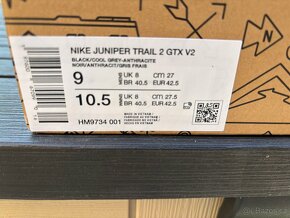 NIKE JUNIPER TRAIL 2 GTX V2
BLACK/COOL GREY-ANTHRACITE
NOIR/ANTHRACIT/GRIS FRAIS
9 UK 8 CM 27
BR 40.5 EUR 42.5
10.5 UK 8 CM 27.5
BR 40.5 EUR 42.5
HM9734 001